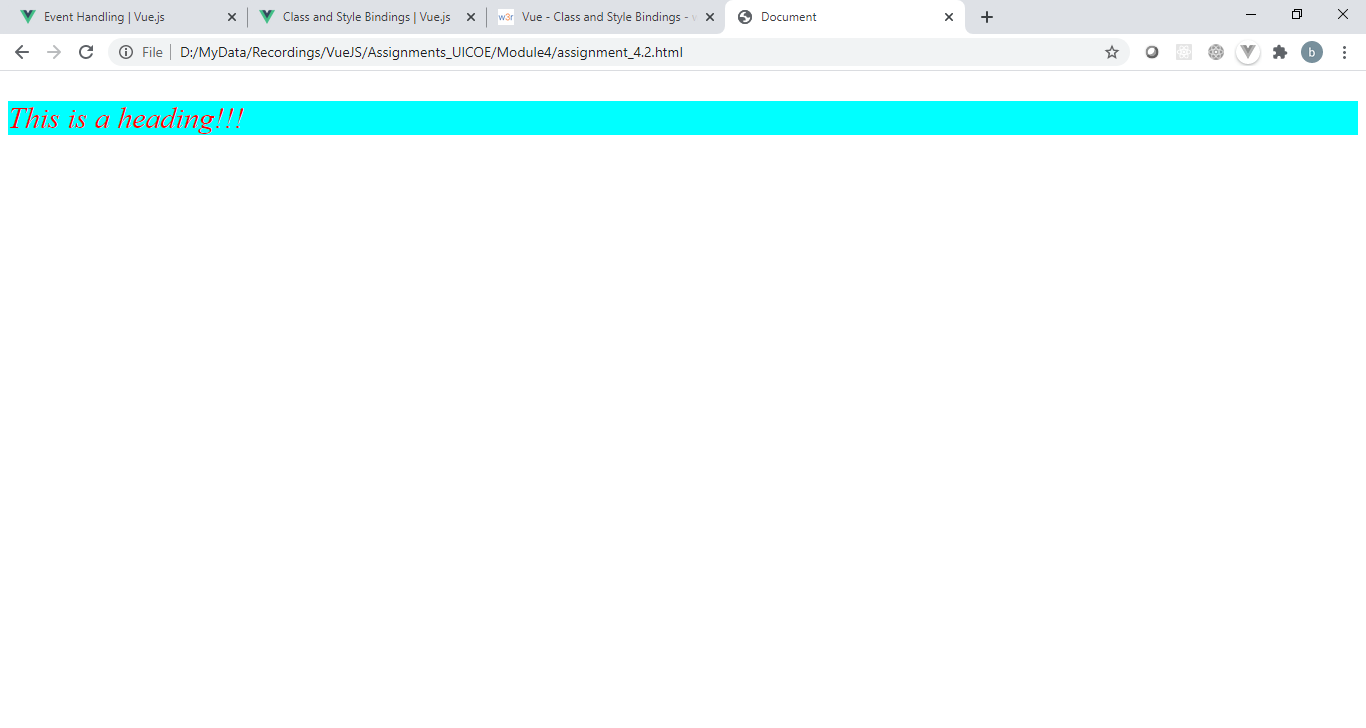 Event Handling | Vue.js
Class and Style Bindings | Vue.js
w3r
Vue - Class and Style Bindings -
Document
File
D:/MyData/Recordings/VueJS/Assignments_UICOE/Module4/assignment_4.2.html
b
This is a heading!!!